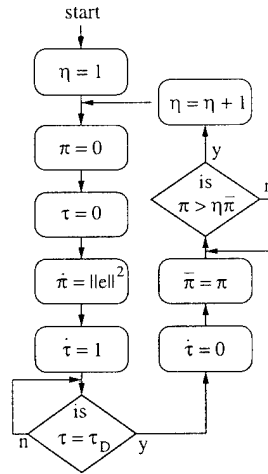 start
η = 1
π = 0
τ = 0
π̇ = ||e||²
τ̇ = 1
is
τ = τ_D
n
y
τ̇ = 0
π̄ = π
is
π > ηπ̄
y
n
η = η + 1